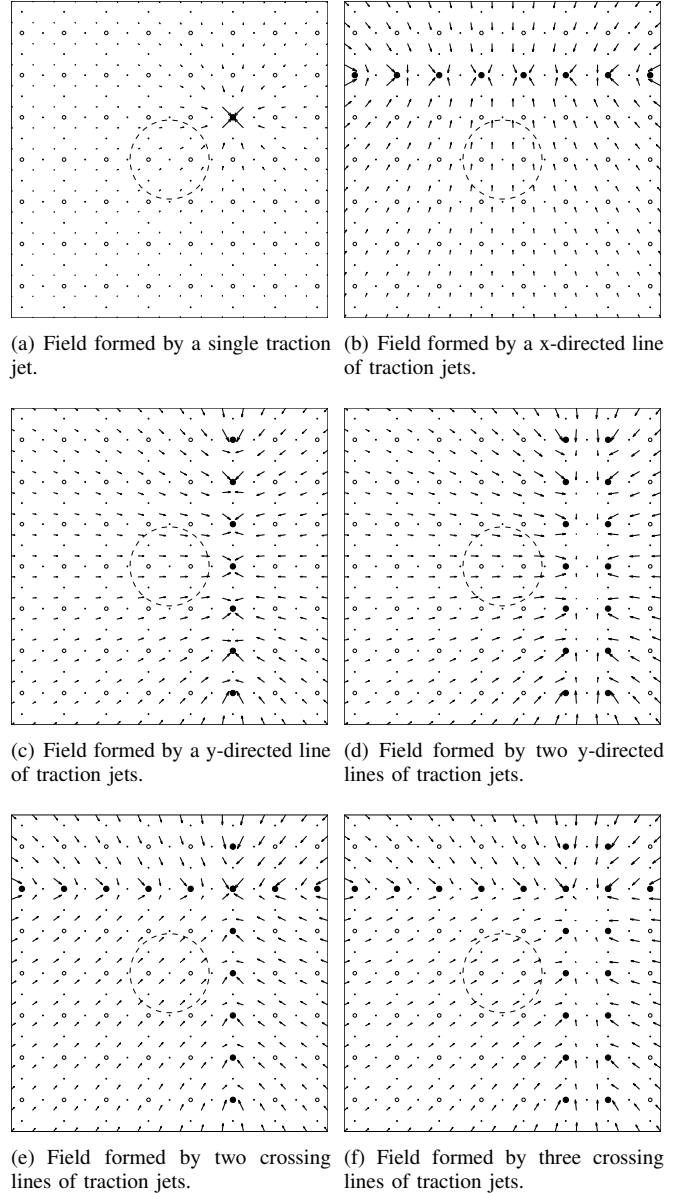 (a) Field formed by a single traction
jet.
(b) Field formed by a x-directed line
of traction jets.
(c) Field formed by a y-directed line
of traction jets.
(d) Field formed by two y-directed
lines of traction jets.
(e) Field formed by two crossing
lines of traction jets.
(f) Field formed by three crossing
lines of traction jets.